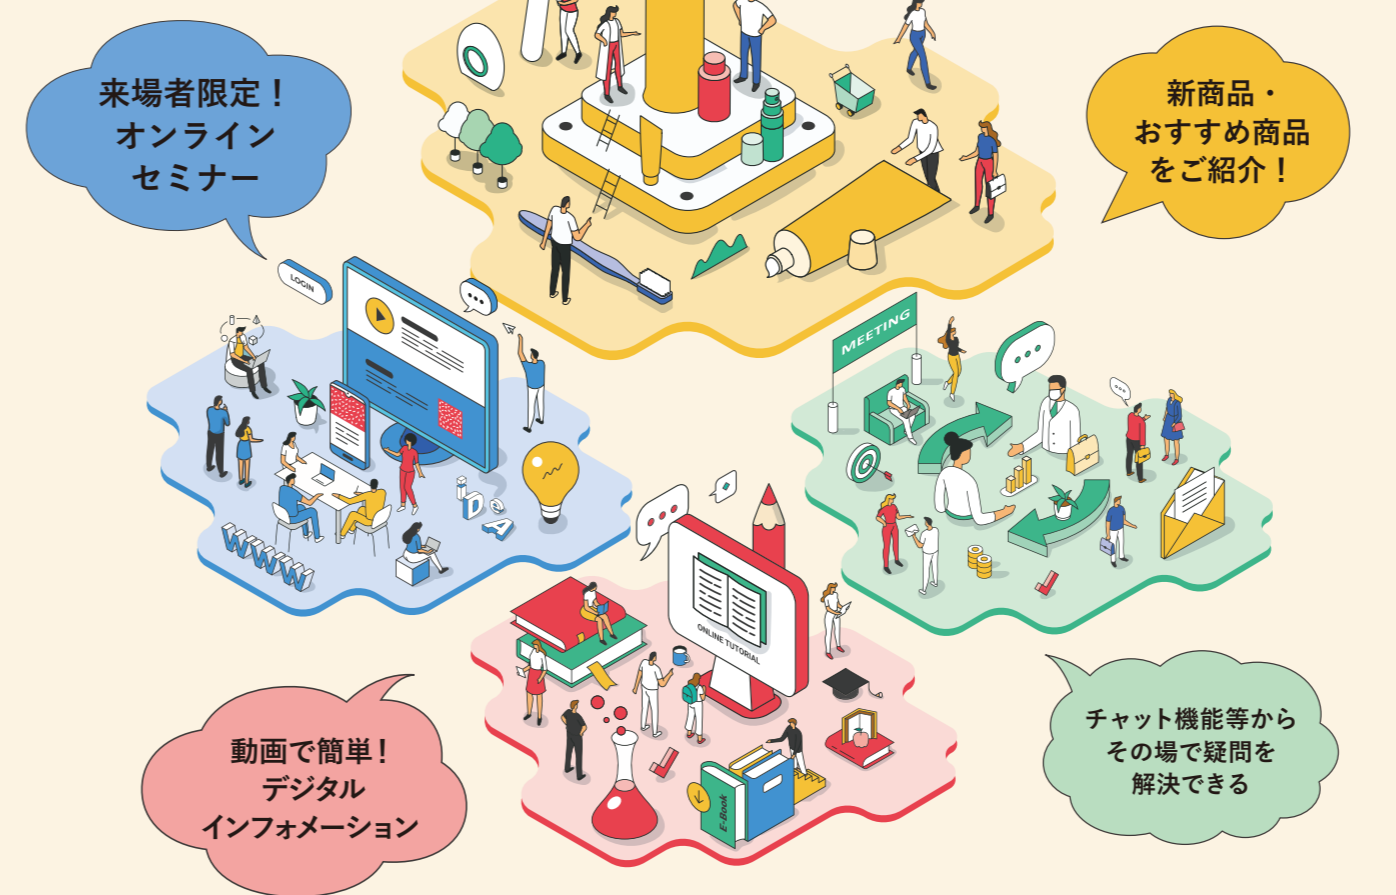 来場者限定！
オンライン
セミナー
新商品・
おすすめ商品
をご紹介！
LOGIN
MEETING
iDeA
WWW
ONLINE TUTORIAL
E-Book
動画で簡単！
デジタル
インフォメーション
チャット機能等から
その場で疑問を
解決できる